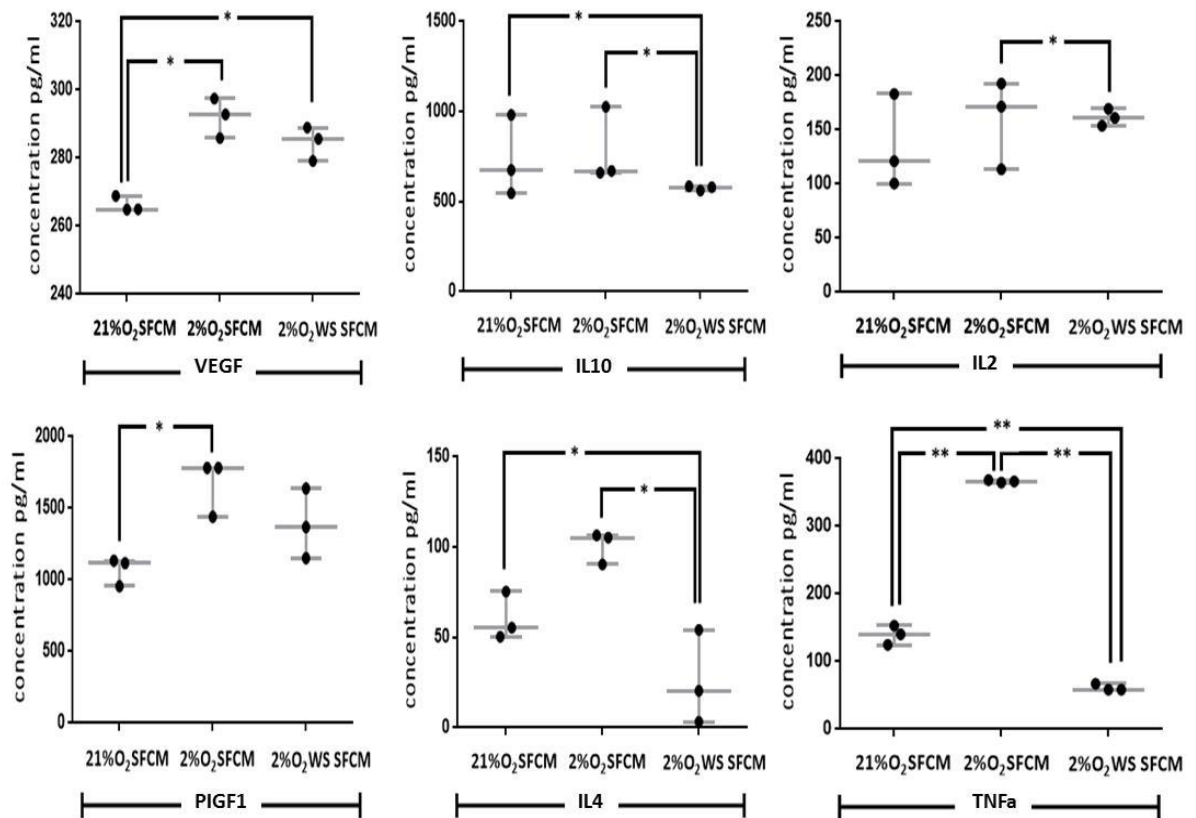 320
300
280
260
240
concentration pg/ml
*
*
21%O₂SFCM 2%O₂SFCM 2%O₂WS SFCM
VEGF
1500
1000
500
0
concentration pg/ml
*
*
21%O₂SFCM 2%O₂SFCM 2%O₂WS SFCM
IL10
250
200
150
100
50
0
concentration pg/ml
*
21%O₂SFCM 2%O₂SFCM 2%O₂WS SFCM
IL2
2000
1500
1000
500
0
concentration pg/ml
*
21%O₂SFCM 2%O₂SFCM 2%O₂WS SFCM
PIGF1
150
100
50
0
concentration pg/ml
*
*
21%O₂SFCM 2%O₂SFCM 2%O₂WS SFCM
IL4
400
300
200
100
0
concentration pg/ml
**
** **
21%O₂SFCM 2%O₂SFCM 2%O₂WS SFCM
TNFa